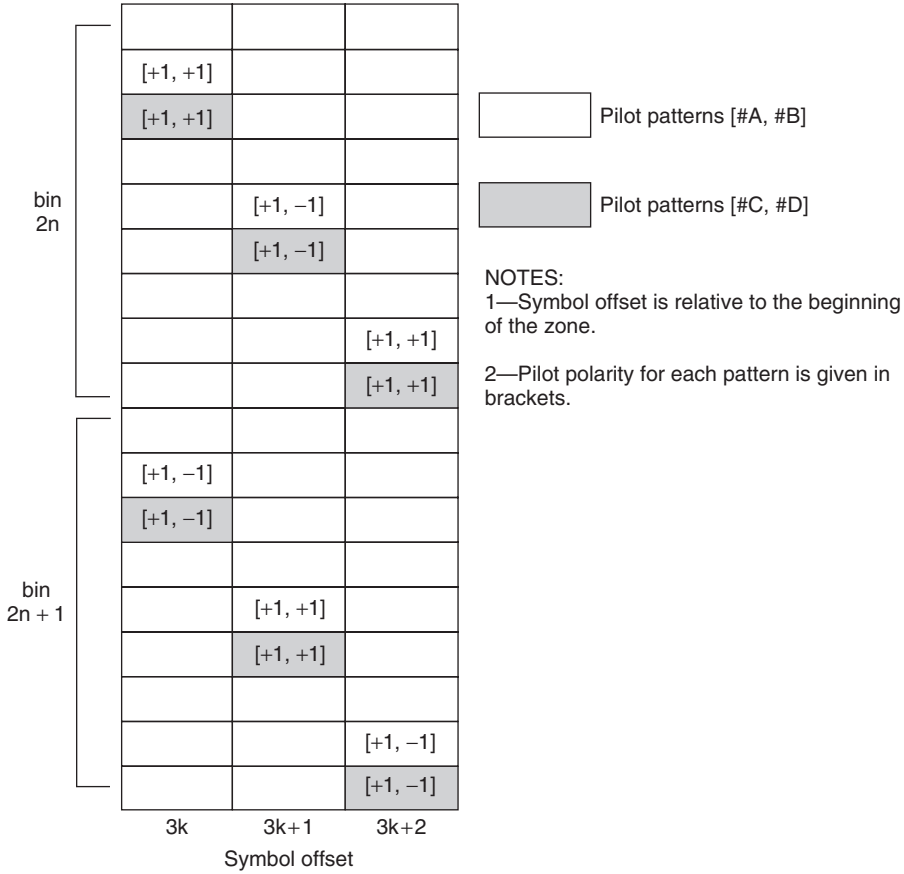 [+1, +1]
[+1, +1]
[+1, −1]
[+1, −1]
[+1, +1]
[+1, +1]
bin
2n
[+1, −1]
[+1, −1]
[+1, +1]
[+1, +1]
[+1, −1]
[+1, −1]
bin
2n + 1
3k 3k+1 3k+2
Symbol offset
Pilot patterns [#A, #B]
Pilot patterns [#C, #D]
NOTES:
1—Symbol offset is relative to the beginning
of the zone.
2—Pilot polarity for each pattern is given in
brackets.